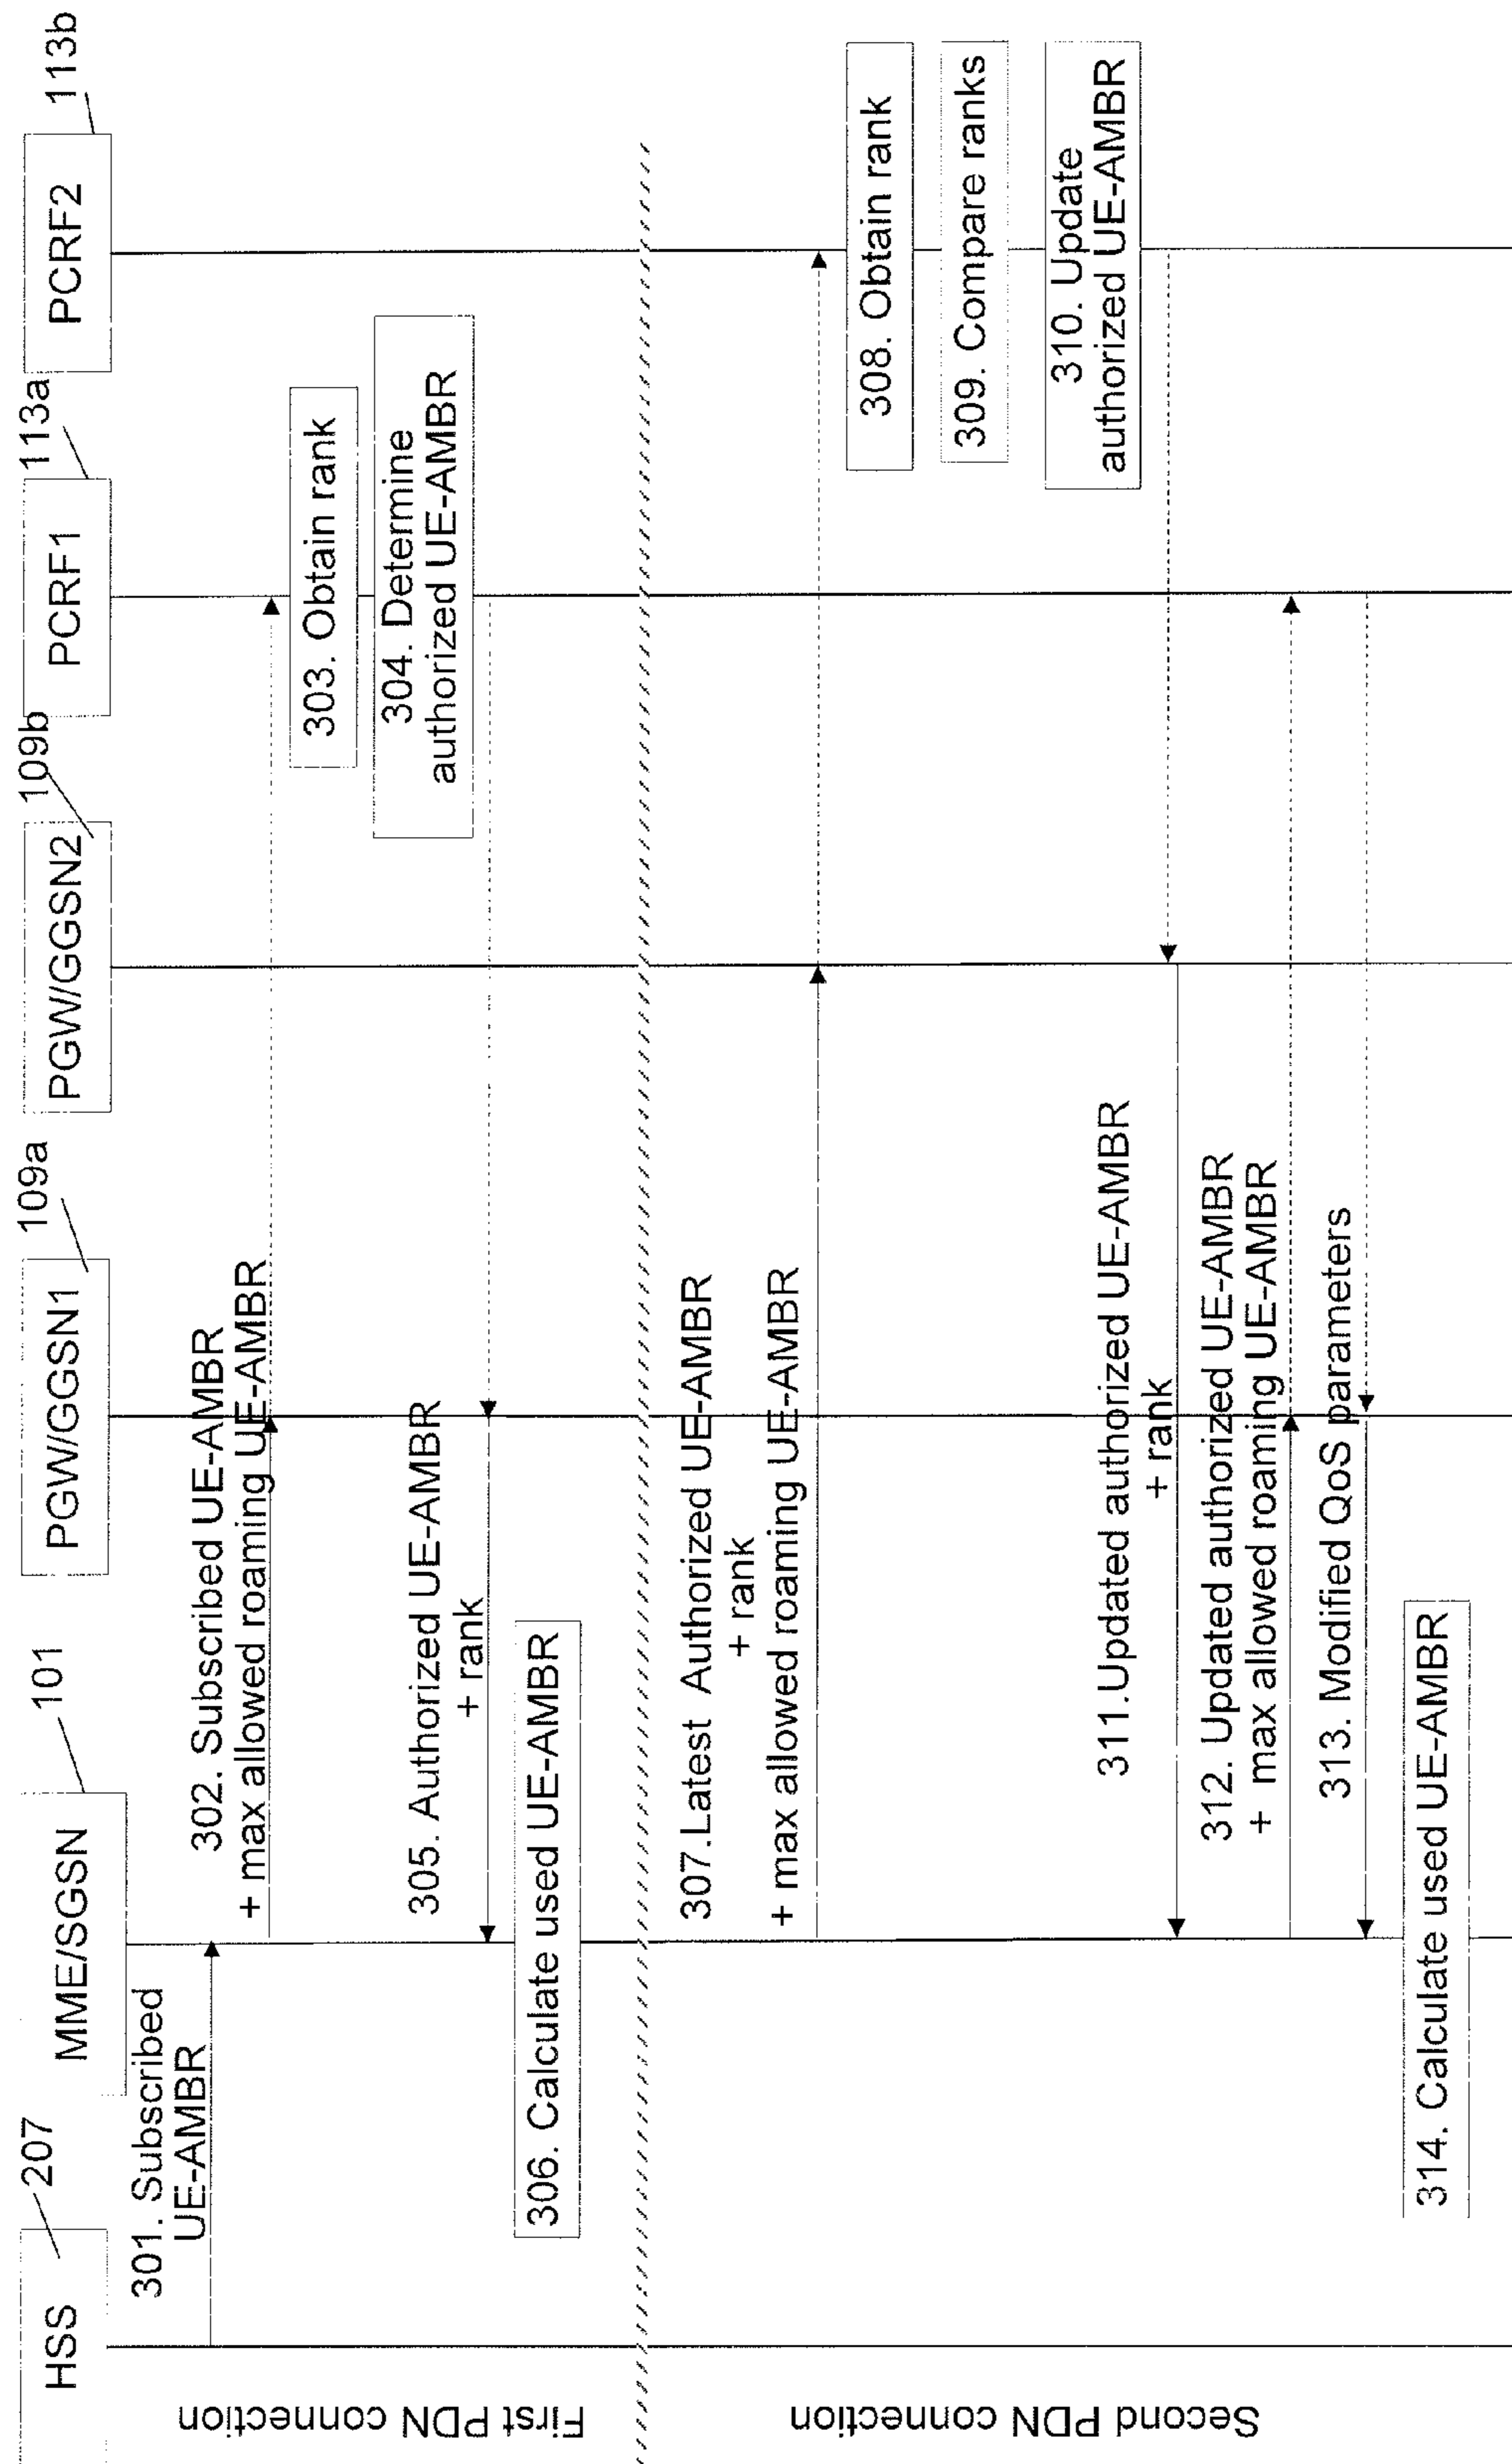 HSS
207
MME/SGSN
101
PGW/GGSN1
109a
PGW/GGSN2
109b
PCRF1
113a
PCRF2
113b
First PDN connection
301. Subscribed
UE-AMBR
302. Subscribed UE-AMBR
+ max allowed roaming UE-AMBR
303. Obtain rank
304. Determine
authorized UE-AMBR
305. Authorized UE-AMBR
+ rank
306. Calculate used UE-AMBR
Second PDN connection
307.Latest Authorized UE-AMBR
+ rank
+ max allowed roaming UE-AMBR
308. Obtain rank
309. Compare ranks
310. Update
authorized UE-AMBR
311.Updated authorized UE-AMBR
+ rank
312. Updated authorized UE-AMBR
+ max allowed roaming UE-AMBR
313. Modified QoS parameters
314. Calculate used UE-AMBR